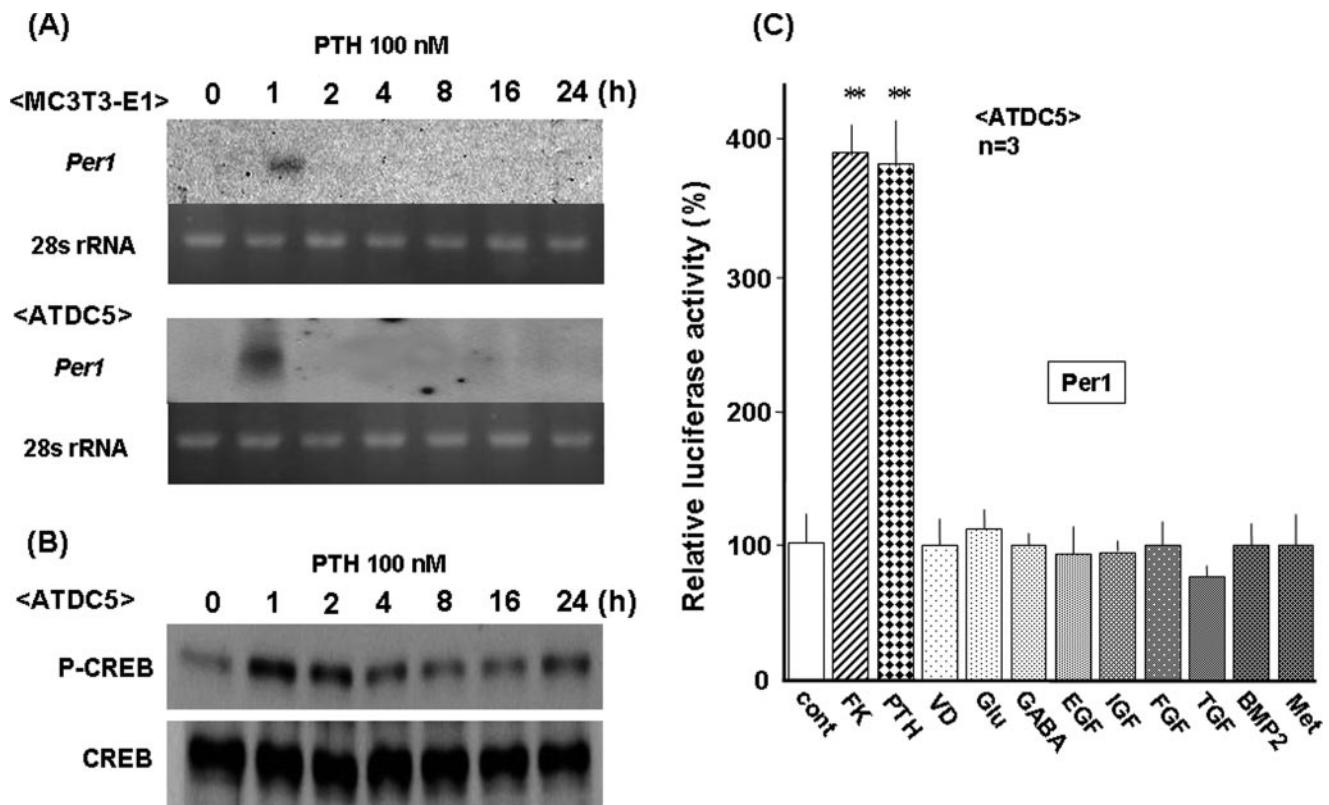 (A)
PTH 100 nM
<MC3T3-E1> 0 1 2 4 8 16 24 (h)
Per1
28s rRNA
<ATDC5>
Per1
28s rRNA
(B)
PTH 100 nM
<ATDC5> 0 1 2 4 8 16 24 (h)
P-CREB
CREB
(C)
** **
<ATDC5>
n=3
Per1
Relative luciferase activity (%)
400
300
200
100
0
cont FK PTH VD Glu GABA EGF IGF FGF TGF BMP2 Met